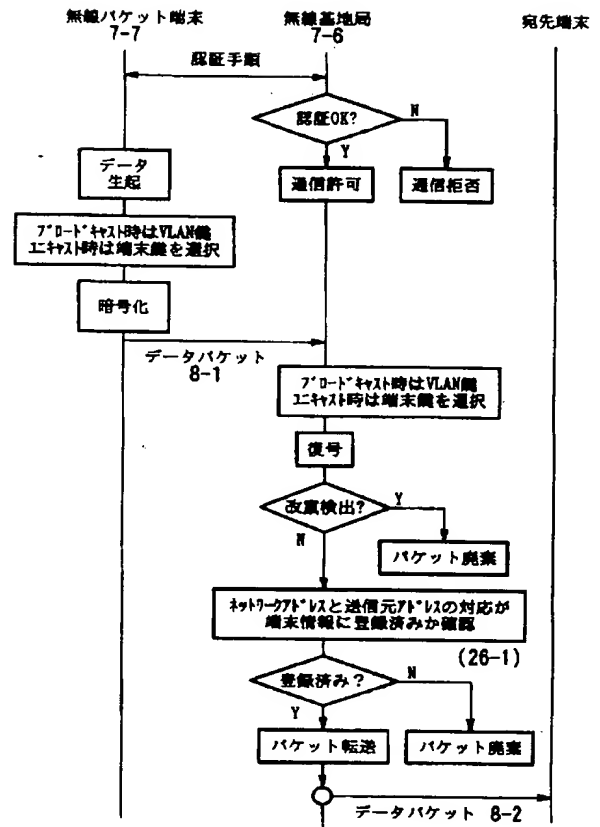 無線パケット端末
7-7
無線基地局
7-6
宛先端末
認証手順
認証OK?
N
Y
データ
生起
通信許可
通信拒否
ブロードキャスト時はVLAN鍵
ユニキャスト時は端末鍵を選択
暗号化
データパケット
8-1
ブロードキャスト時はVLAN鍵
ユニキャスト時は端末鍵を選択
復号
改竄検出?
Y
N
パケット廃棄
ネットワークアドレスと送信元アドレスの対応が
端末情報に登録済みか確認
(26-1)
登録済み?
N
Y
パケット転送
パケット廃棄
データパケット 8-2